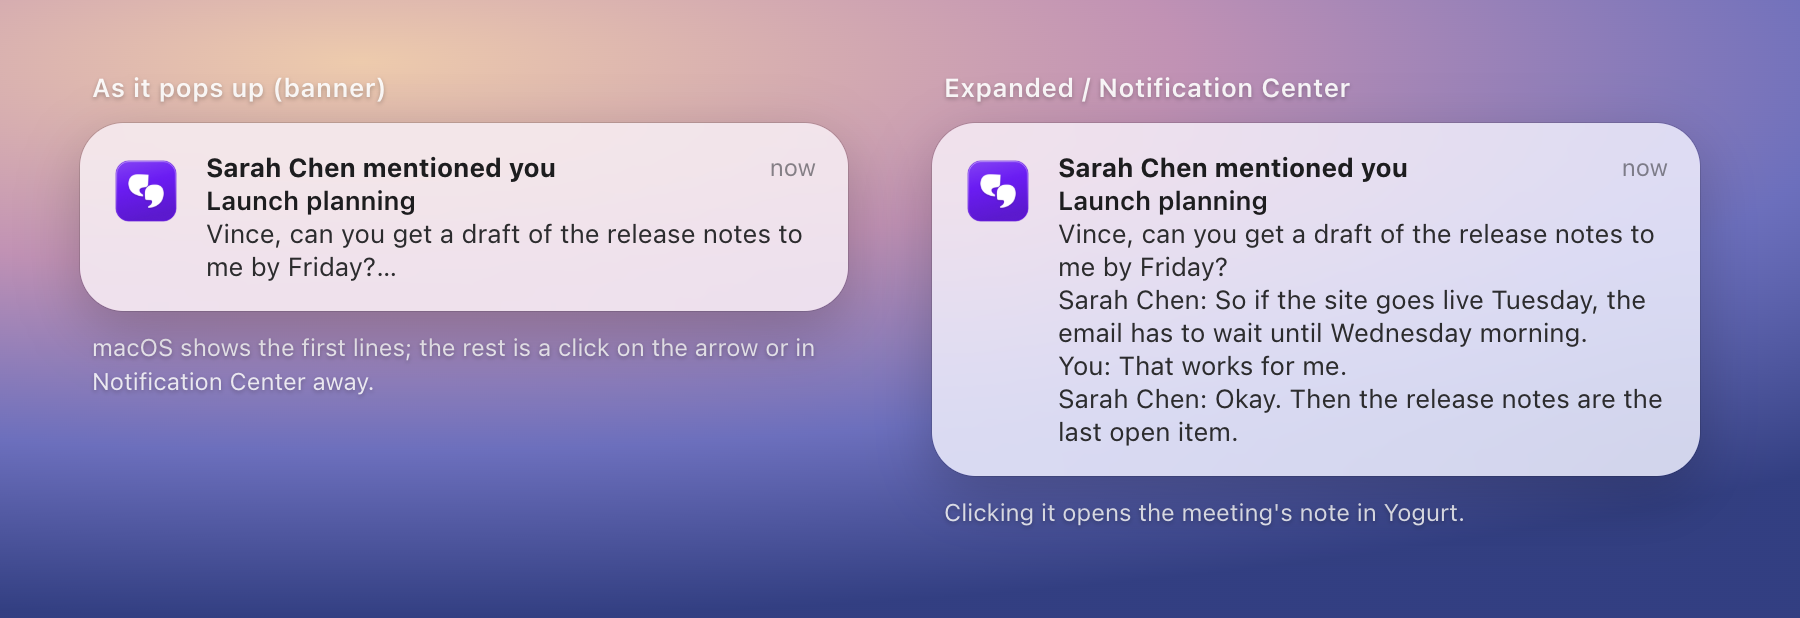 As it pops up (banner)
Sarah Chen mentioned you
now
Launch planning
Vince, can you get a draft of the release notes to
me by Friday?...
macOS shows the first lines; the rest is a click on the arrow or in
Notification Center away.
Expanded / Notification Center
Sarah Chen mentioned you
now
Launch planning
Vince, can you get a draft of the release notes to
me by Friday?
Sarah Chen: So if the site goes live Tuesday, the
email has to wait until Wednesday morning.
You: That works for me.
Sarah Chen: Okay. Then the release notes are the
last open item.
Clicking it opens the meeting's note in Yogurt.